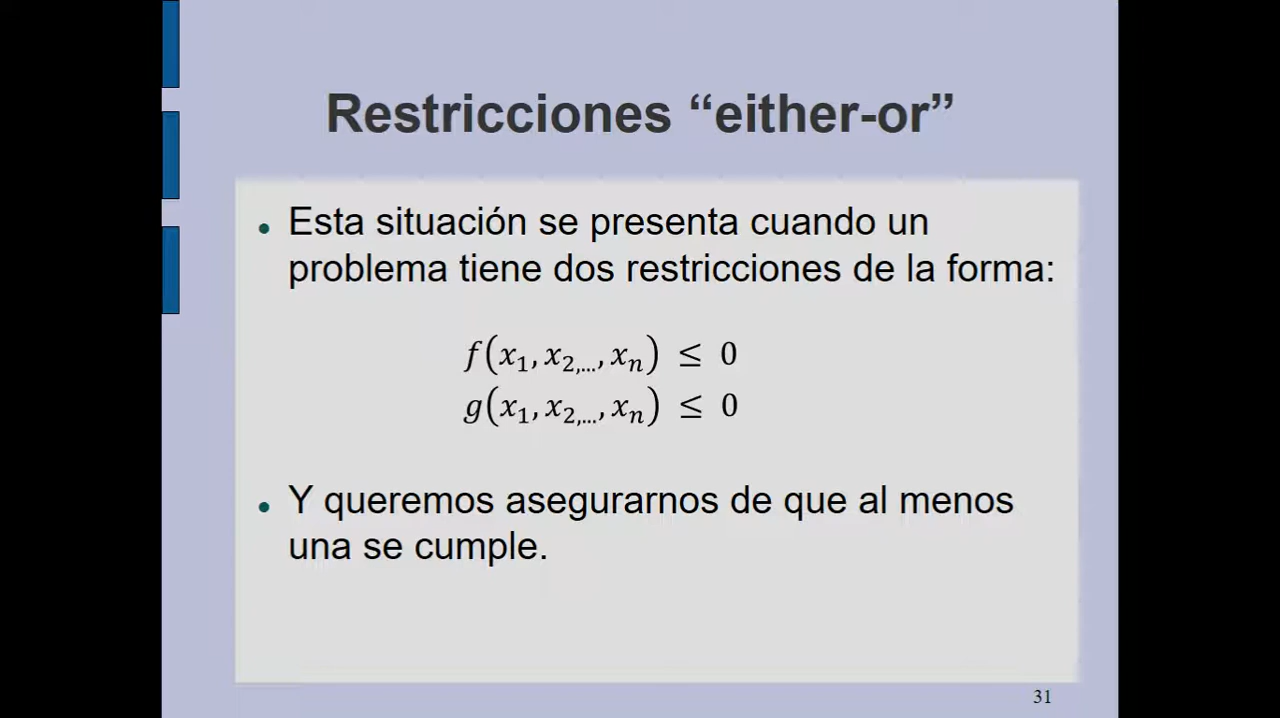 Restricciones “either-or”
• Esta situación se presenta cuando un
problema tiene dos restricciones de la forma:
f(x₁, x₂,..., xₙ) ≤ 0
g(x₁, x₂,..., xₙ) ≤ 0
• Y queremos asegurarnos de que al menos
una se cumple.
31